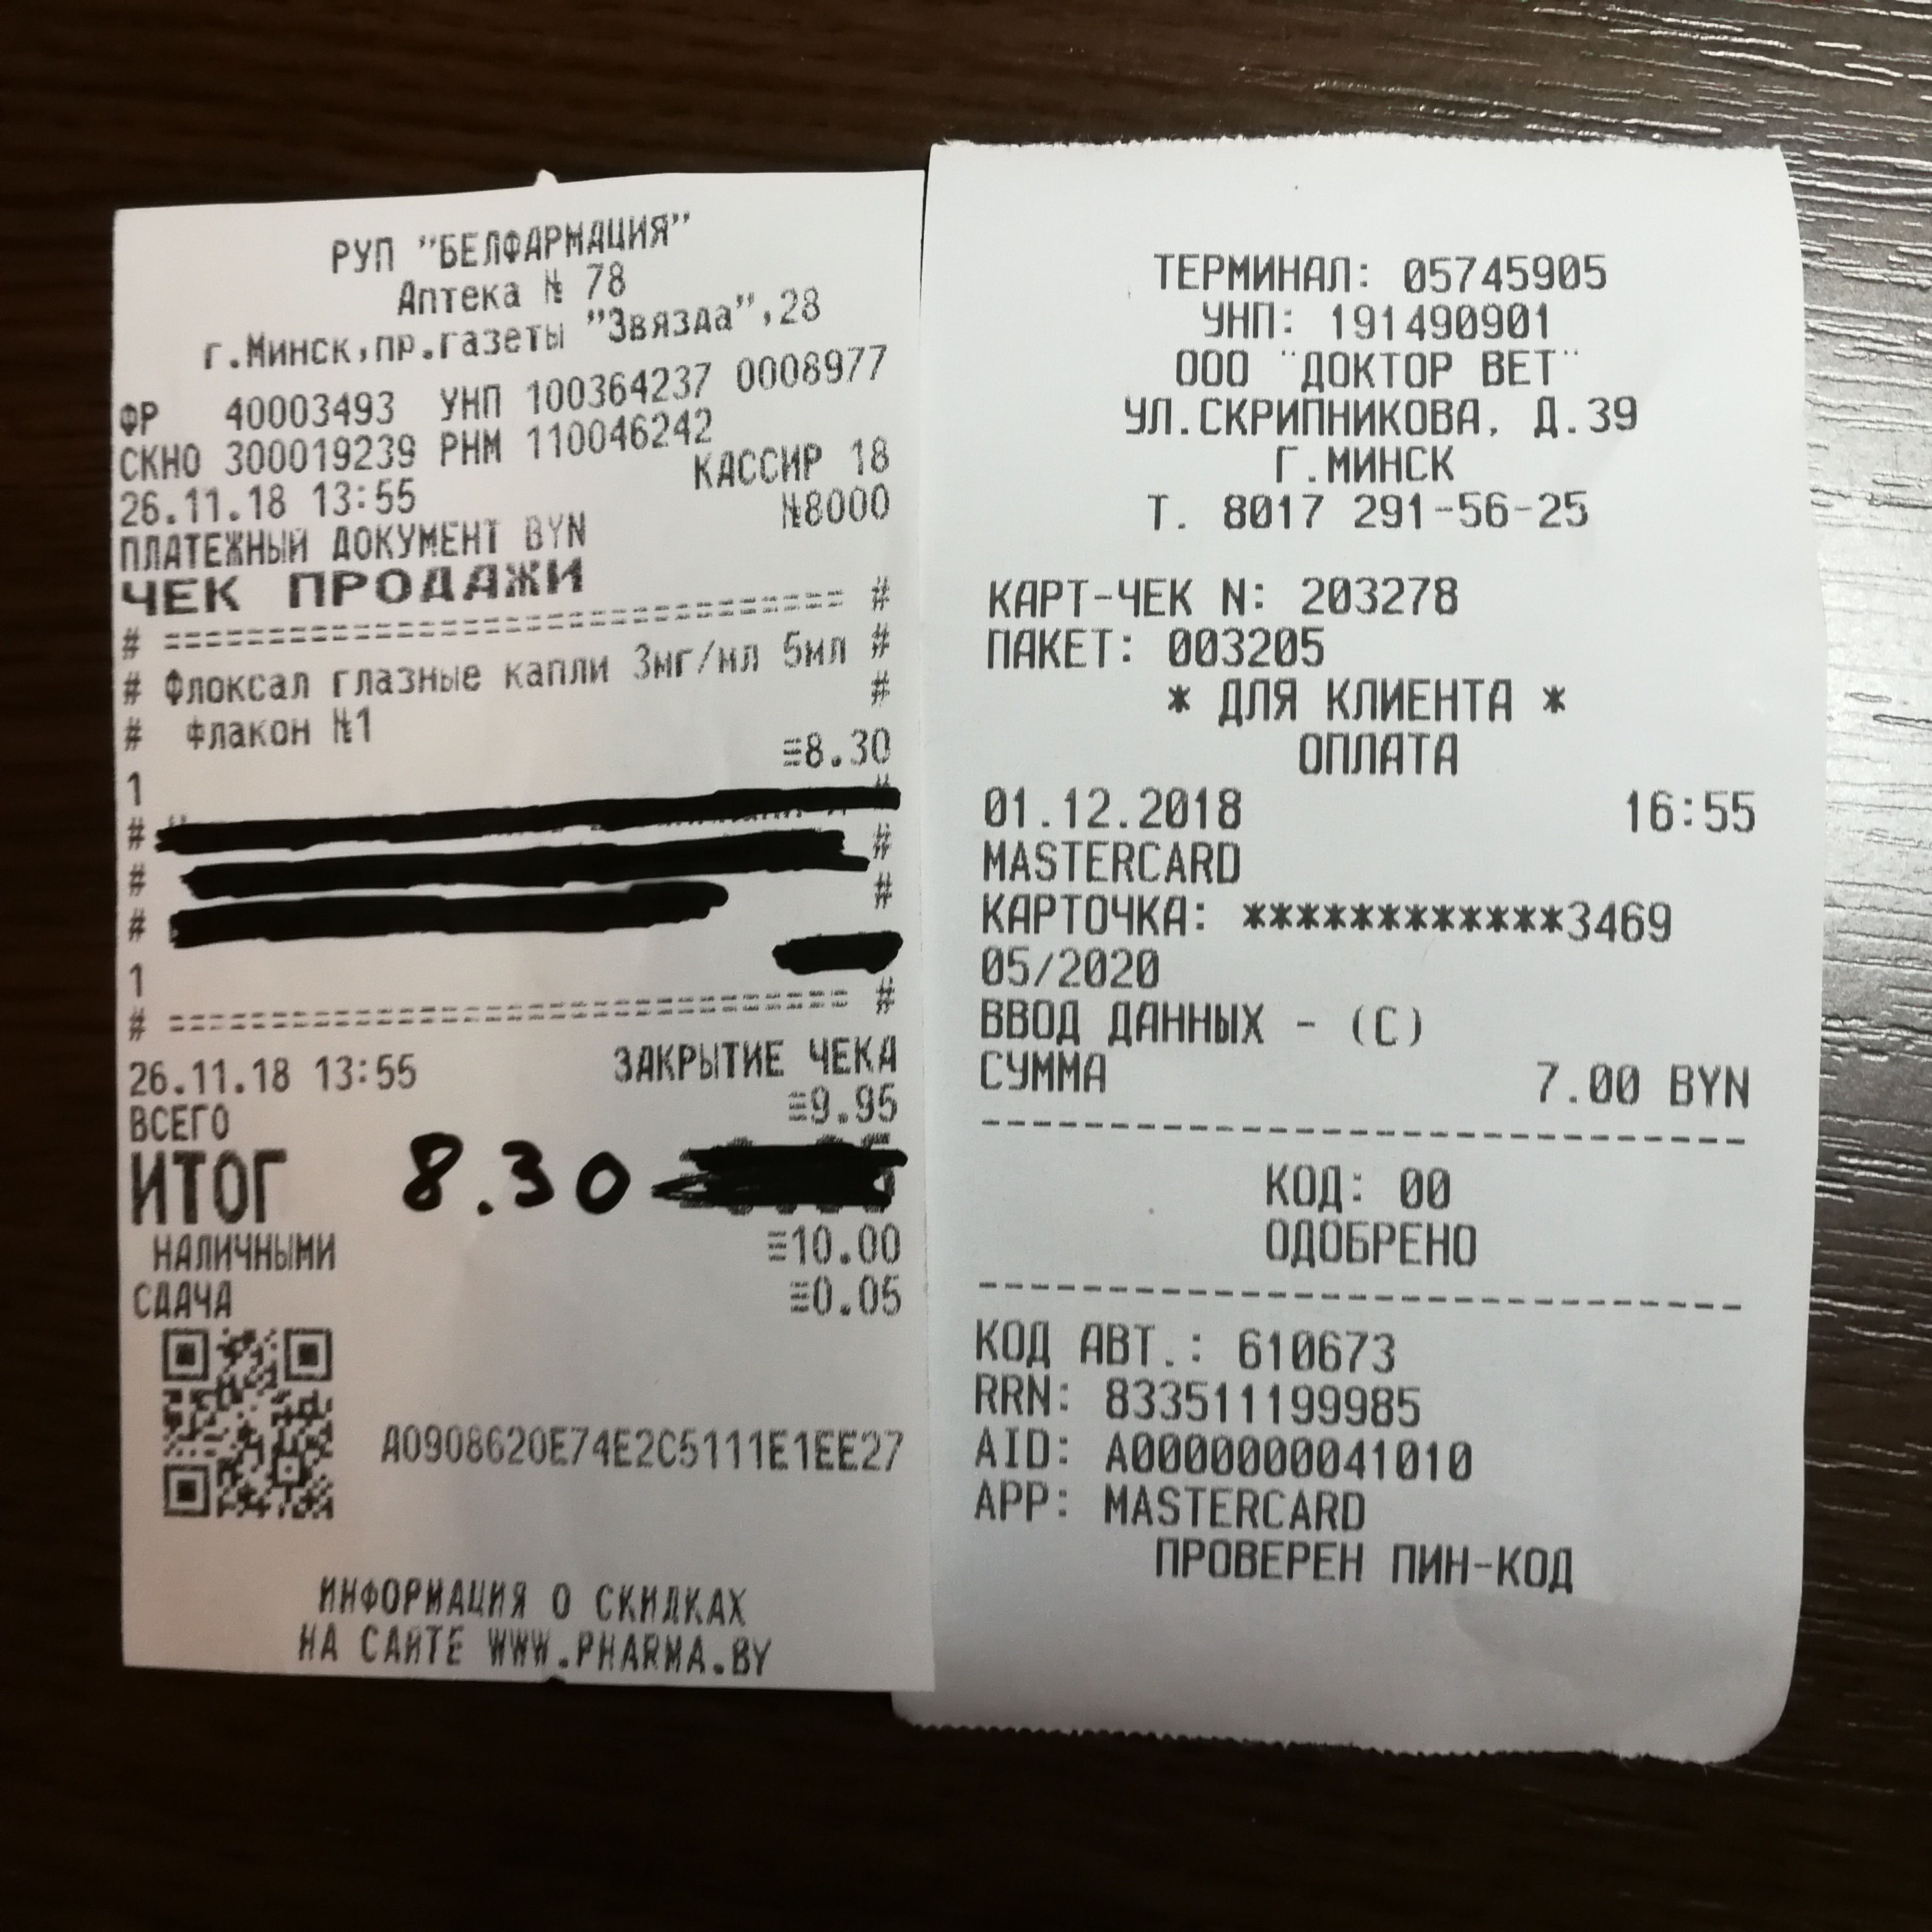 РУП "БЕЛФАРМАЦИЯ"
Аптека № 78
г.Минск,пр.газеты "Звязда",28
ФР 40003493 УНП 100364237 0008977
СКНО 300019239 РНМ 110046242
КАССИР 18
26.11.18 13:55
№8000
ПЛАТЕЖНЫЙ ДОКУМЕНТ BYN
ЧЕК ПРОДАЖИ
# ============================== #
# Флоксал глазные капли 3мг/мл 5мл #
# флакон №1 #
1 ≡8.30
# #
# #
# #
1
# ============================== #
26.11.18 13:55 ЗАКРЫТИЕ ЧЕКА
ВСЕГО ≡9.95
ИТОГ 8.30
НАЛИЧНЫМИ ≡10.00
СДАЧА ≡0.05
A0908620E74E2C5111E1EE27
ИНФОРМАЦИЯ О СКИДКАХ
НА САЙТЕ WWW.PHARMA.BY
ТЕРМИНАЛ: 05745905
УНП: 191490901
ООО "ДОКТОР ВЕТ"
УЛ.СКРИПНИКОВА, Д.39
Г.МИНСК
Т. 8017 291-56-25
КАРТ-ЧЕК N: 203278
ПАКЕТ: 003205
* ДЛЯ КЛИЕНТА *
ОПЛАТА
01.12.2018 16:55
MASTERCARD
КАРТОЧКА: ************3469
05/2020
ВВОД ДАННЫХ - (C)
СУММА 7.00 BYN
------------------------------
КОД: 00
ОДОБРЕНО
------------------------------
КОД АВТ.: 610673
RRN: 833511199985
AID: A0000000041010
APP: MASTERCARD
ПРОВЕРЕН ПИН-КОД